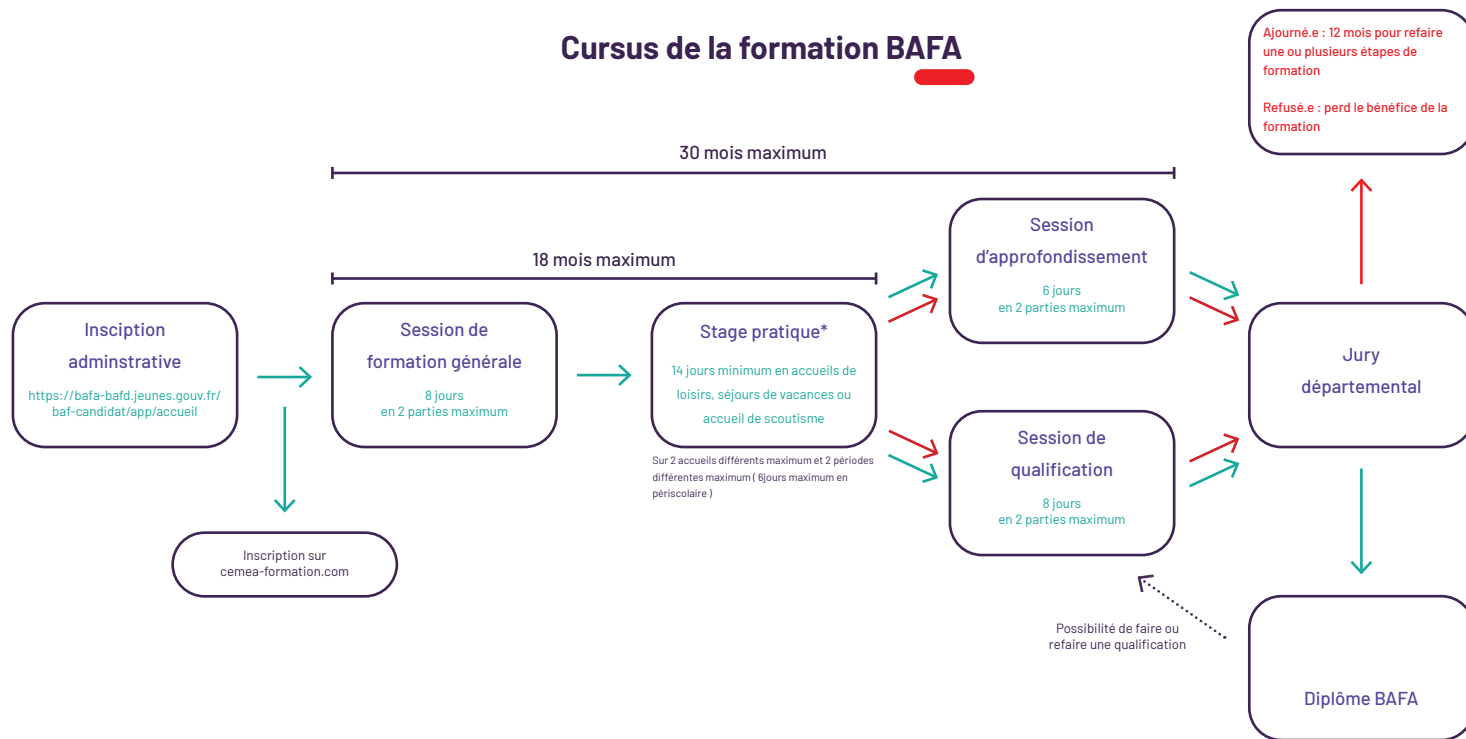 Cursus de la formation BAFA
Ajourné.e : 12 mois pour refaire
une ou plusieurs étapes de
formation
Refusé.e : perd le bénéfice de la
formation
30 mois maximum
18 mois maximum
Insciption
adminstrative
https://bafa-bafd.jeunes.gouv.fr/
baf-candidat/app/accueil
Inscription sur
cemea-formation.com
Session de
formation générale
8 jours
en 2 parties maximum
Stage pratique*
14 jours minimum en accueils de
loisirs, séjours de vacances ou
accueil de scoutisme
Sur 2 accueils différents maximum et 2 périodes
différentes maximum ( 6jours maximum en
périscolaire )
Session
d'approfondissement
6 jours
en 2 parties maximum
Session de
qualification
8 jours
en 2 parties maximum
Jury
départemental
Possibilité de faire ou
refaire une qualification
Diplôme BAFA